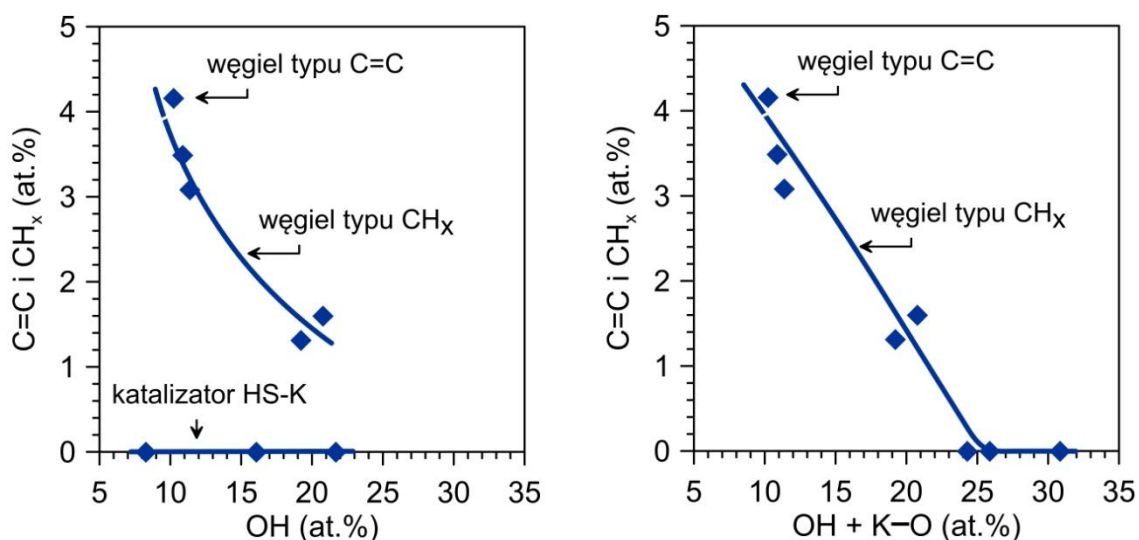 5
4
3
2
1
0
C=C i CHₓ (at.%)
węgiel typu C=C
węgiel typu CHₓ
katalizator HS-K
5 10 15 20 25 30 35
OH (at.%)
5
4
3
2
1
0
C=C i CHₓ (at.%)
węgiel typu C=C
węgiel typu CHₓ
5 10 15 20 25 30 35
OH + K–O (at.%)